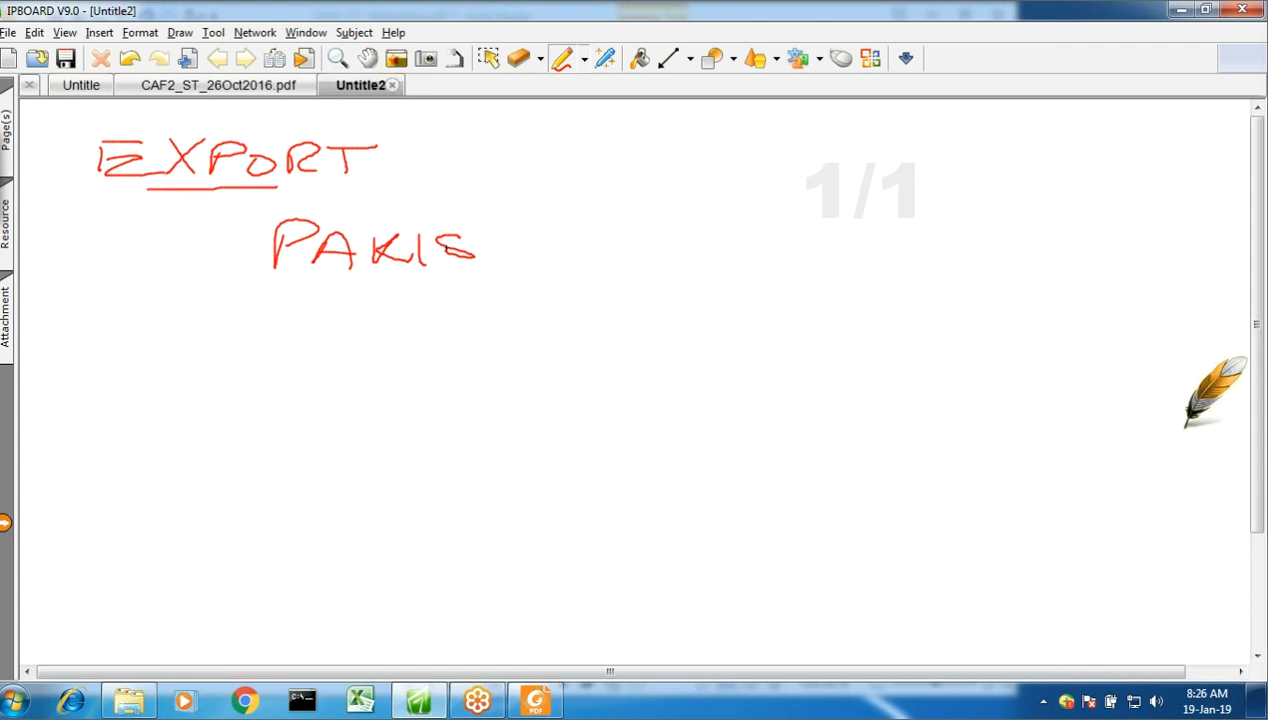 IPBOARD V9.0 - [Untitle2]
File Edit View Insert Format Draw Tool Network Window Subject Help
Untitle CAF2_ST_26Oct2016.pdf Untitle2
Page(s)
Resource
Attachment
1/1
EXPORT
PAKIS
8:26 AM
19-Jan-19